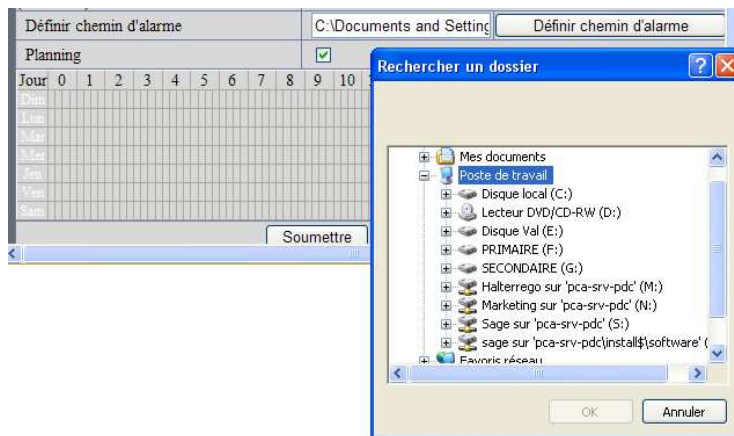 Définir chemin d'alarme C:\Documents and Setting Définir chemin d'alarme
Planning
Jour 0 1 2 3 4 5 6 7 8 9 10
Dim
Lun
Mar
Mer
Jeu
Ven
Sam
Soumettre
Rechercher un dossier
Mes documents
Poste de travail
Disque local (C:)
Lecteur DVD/CD-RW (D:)
Disque Val (E:)
PRIMAIRE (F:)
SECONDAIRE (G:)
Halterrego sur 'pca-srv-pdc' (M:)
Marketing sur 'pca-srv-pdc' (N:)
Sage sur 'pca-srv-pdc' (S:)
sage sur 'pca-srv-pdc\install$\software' (
Favoris réseau
OK Annuler